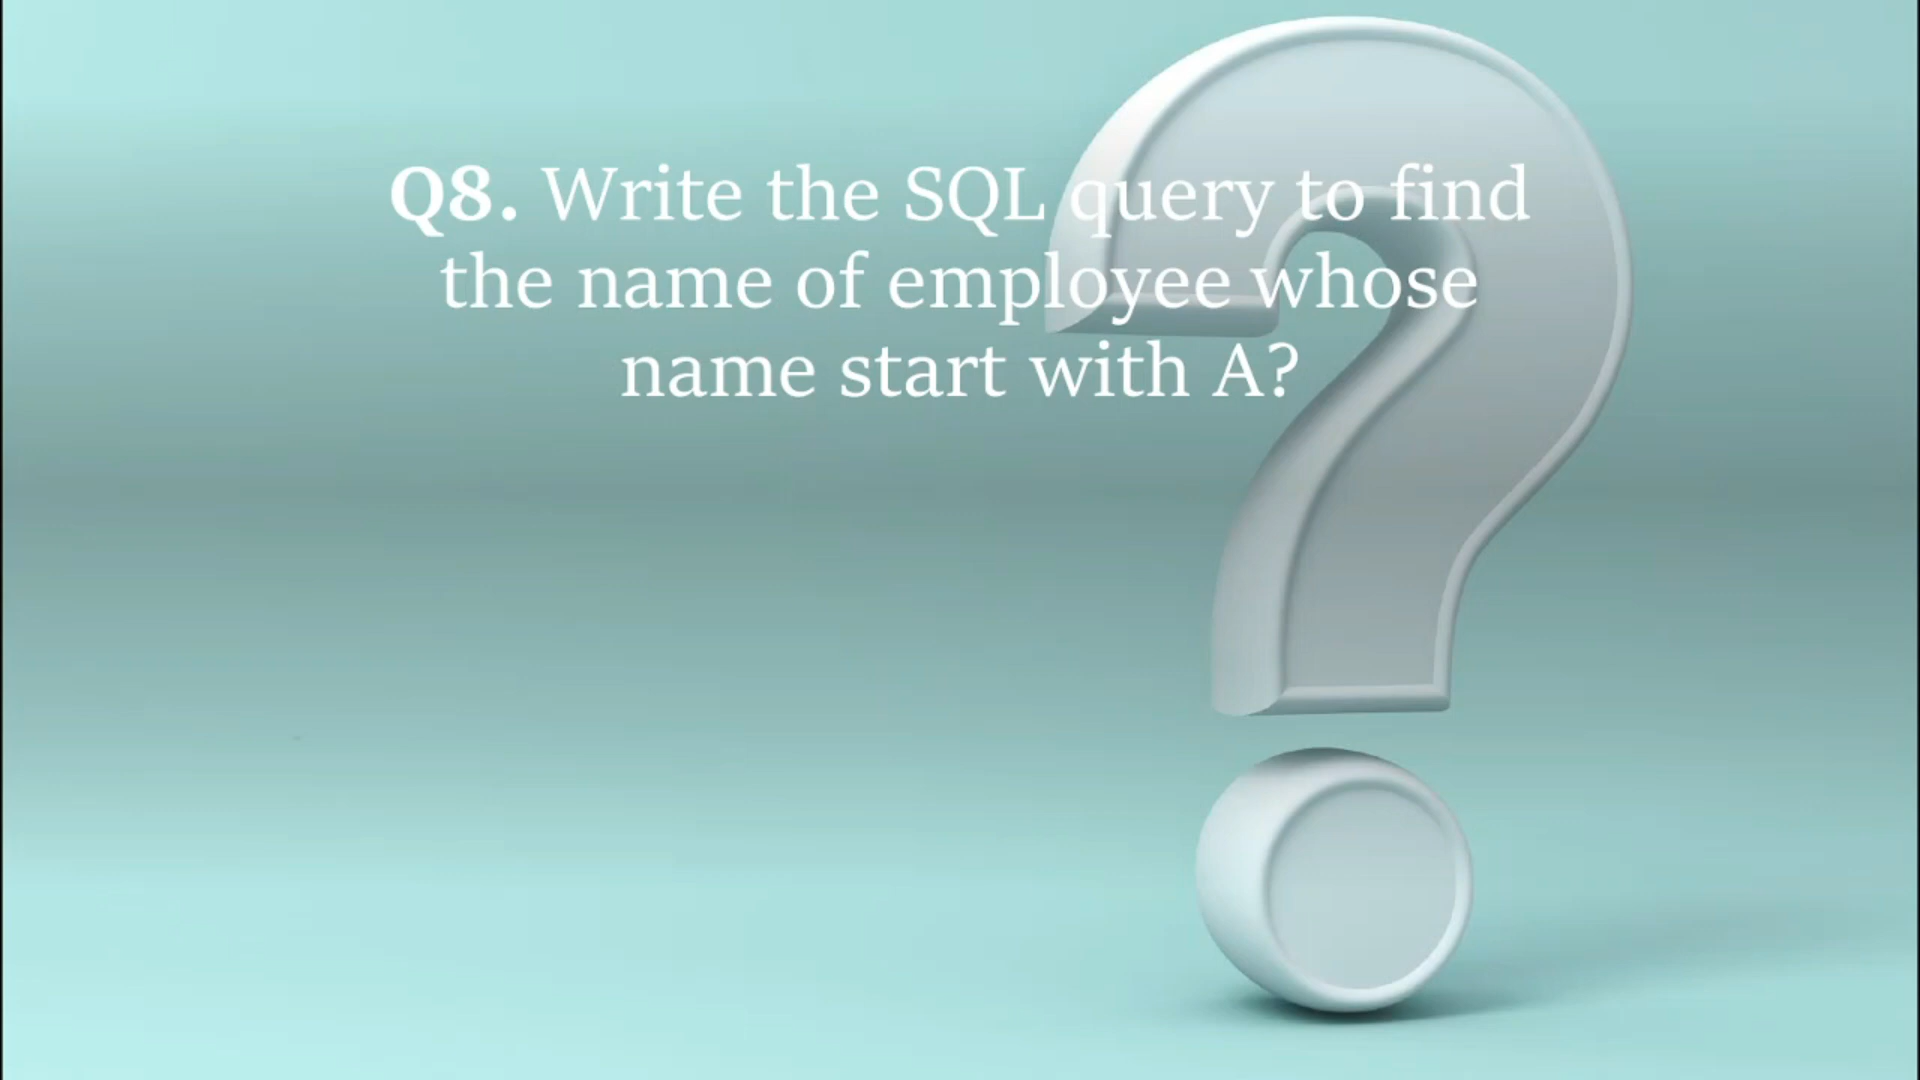 Q8. Write the SQL query to find
the name of employee whose
name start with A?